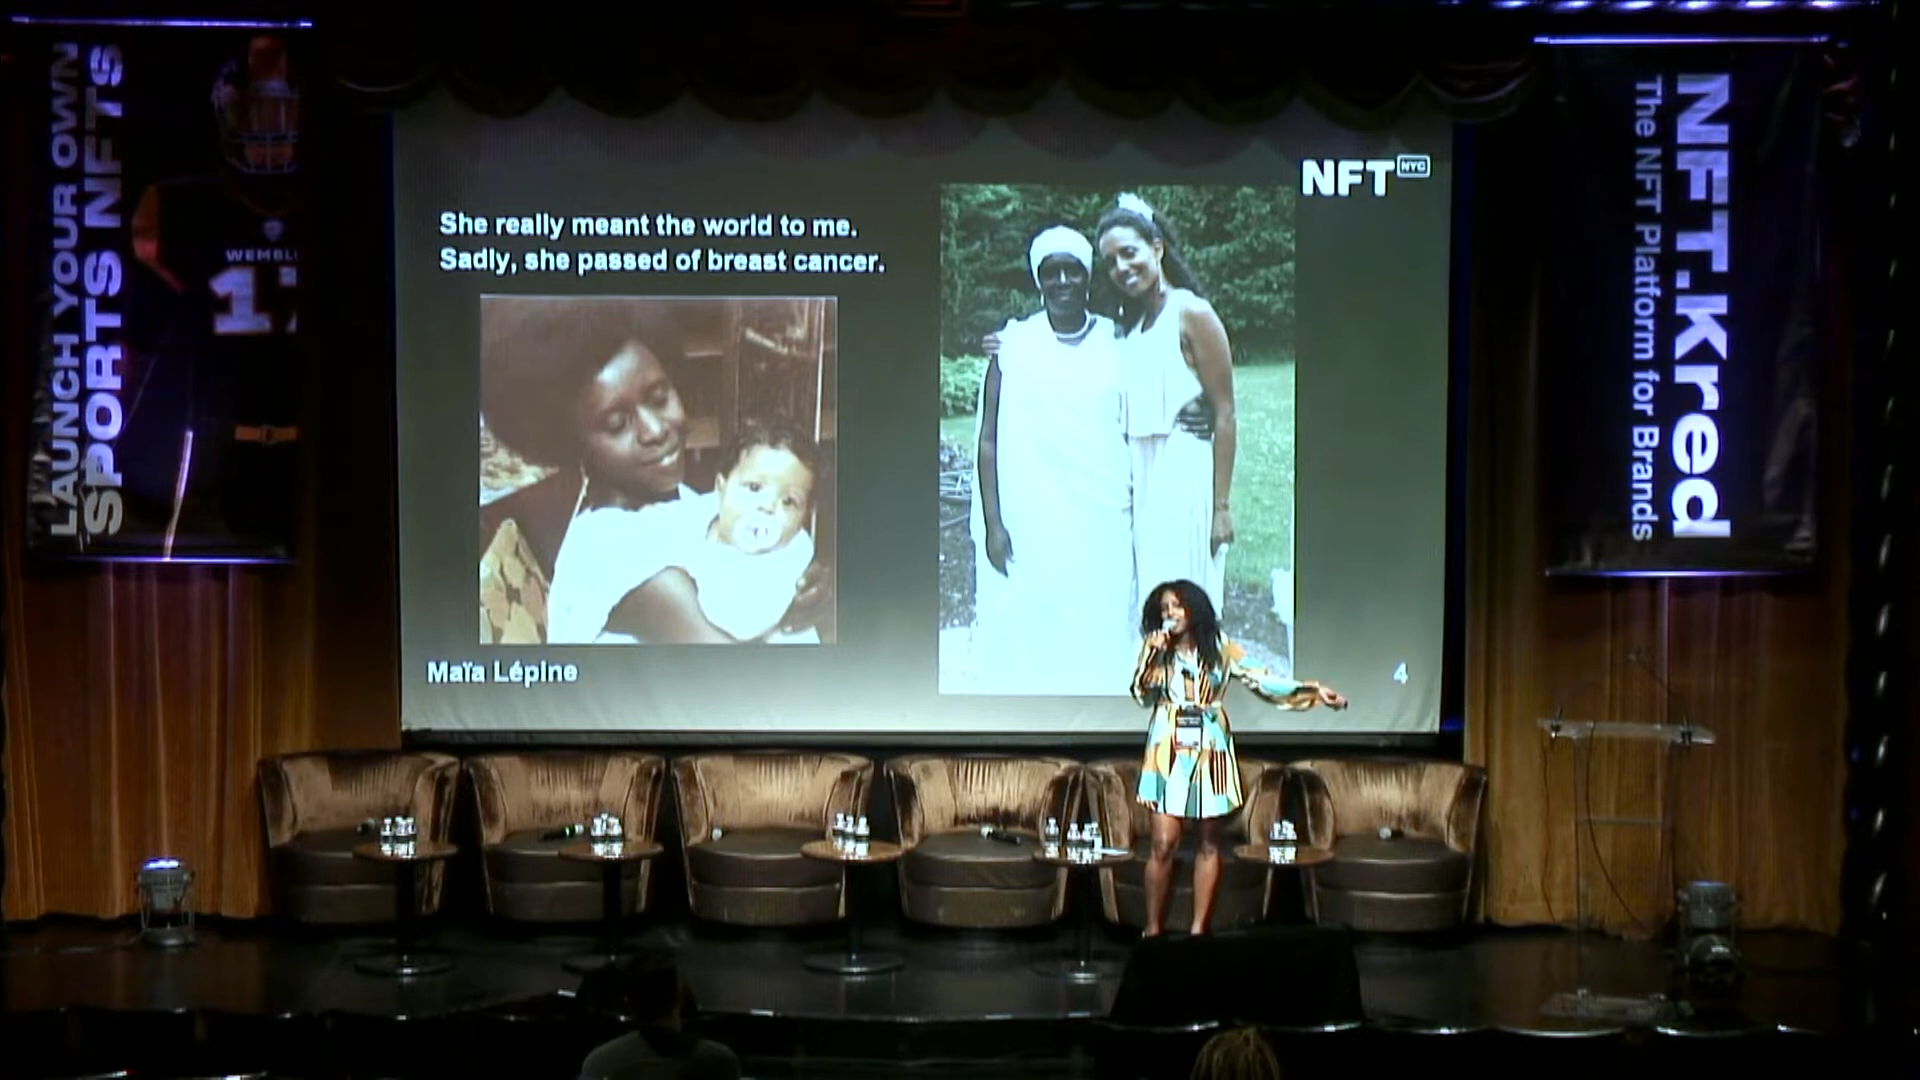 LAUNCH YOUR OWN
SPORTS NFTS
WEMBL
17
NFT NYC
She really meant the world to me.
Sadly, she passed of breast cancer.
Maïa Lépine
4
NFT.Kred
The NFT Platform for Brands